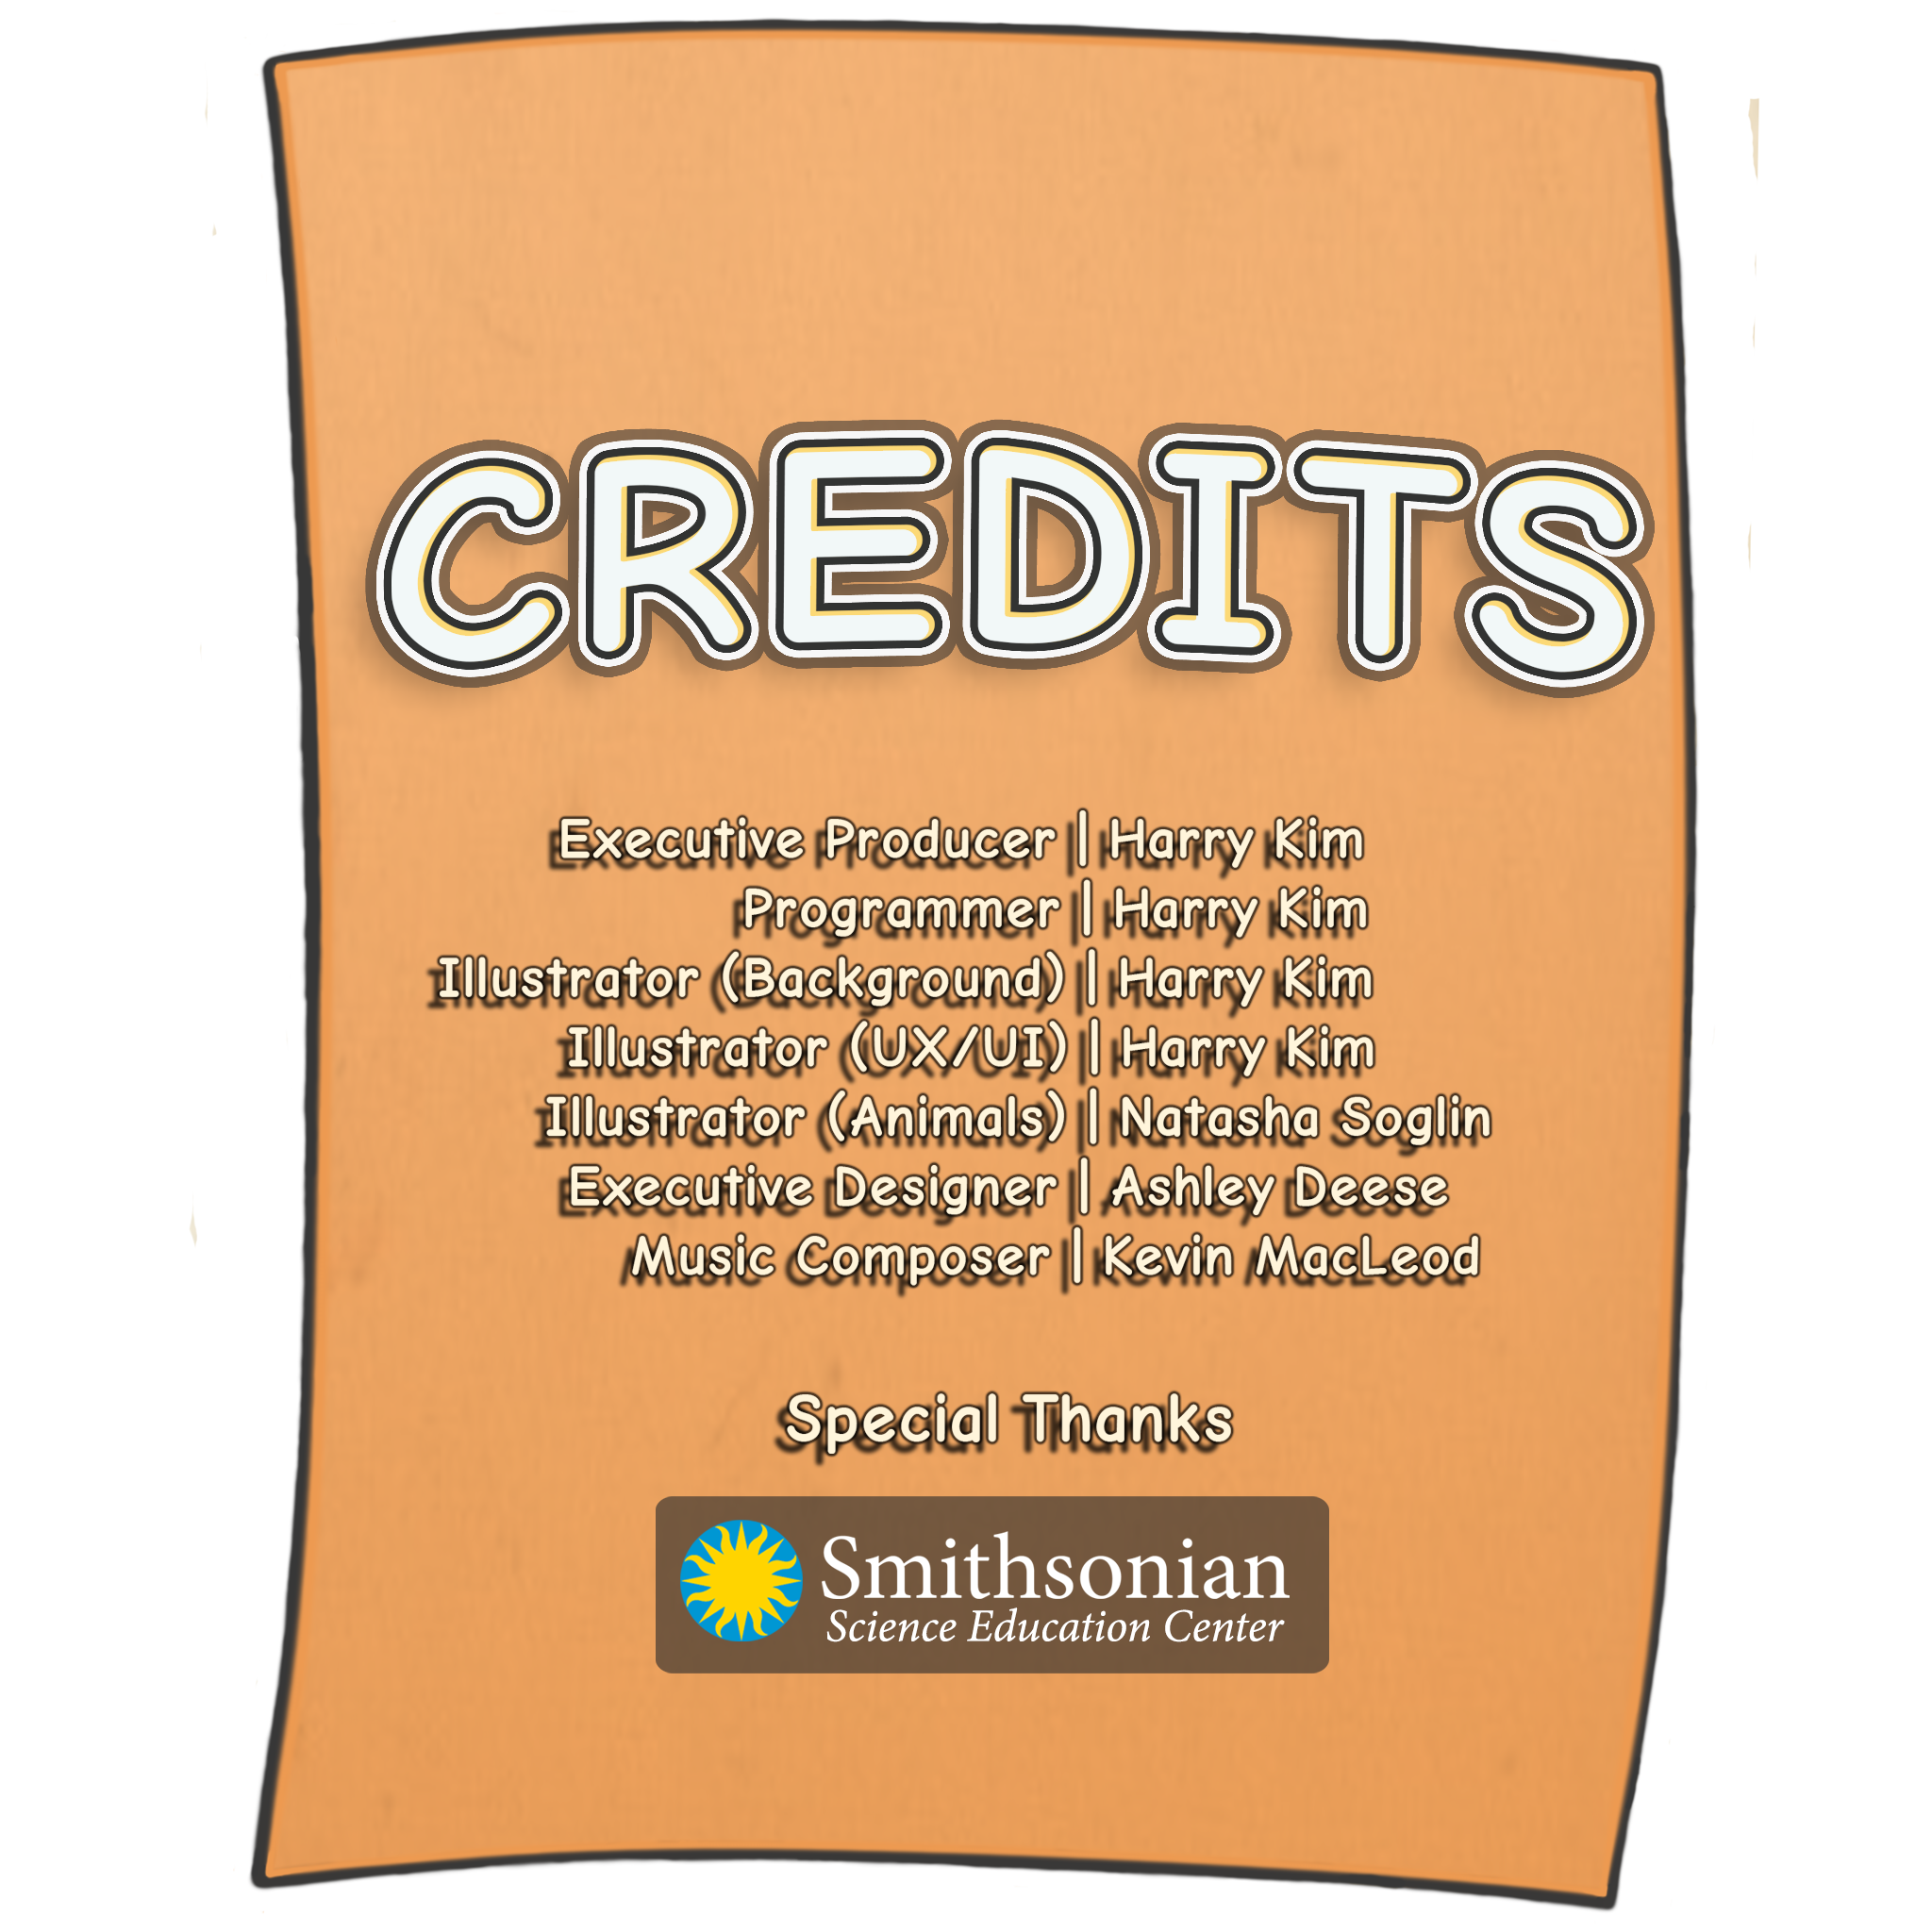 CREDITS
Executive Producer | Harry Kim
Programmer | Harry Kim
Illustrator (Background) | Harry Kim
Illustrator (UX/UI) | Harry Kim
Illustrator (Animals) | Natasha Soglin
Executive Designer | Ashley Deese
Music Composer | Kevin MacLeod
Special Thanks
Smithsonian
Science Education Center